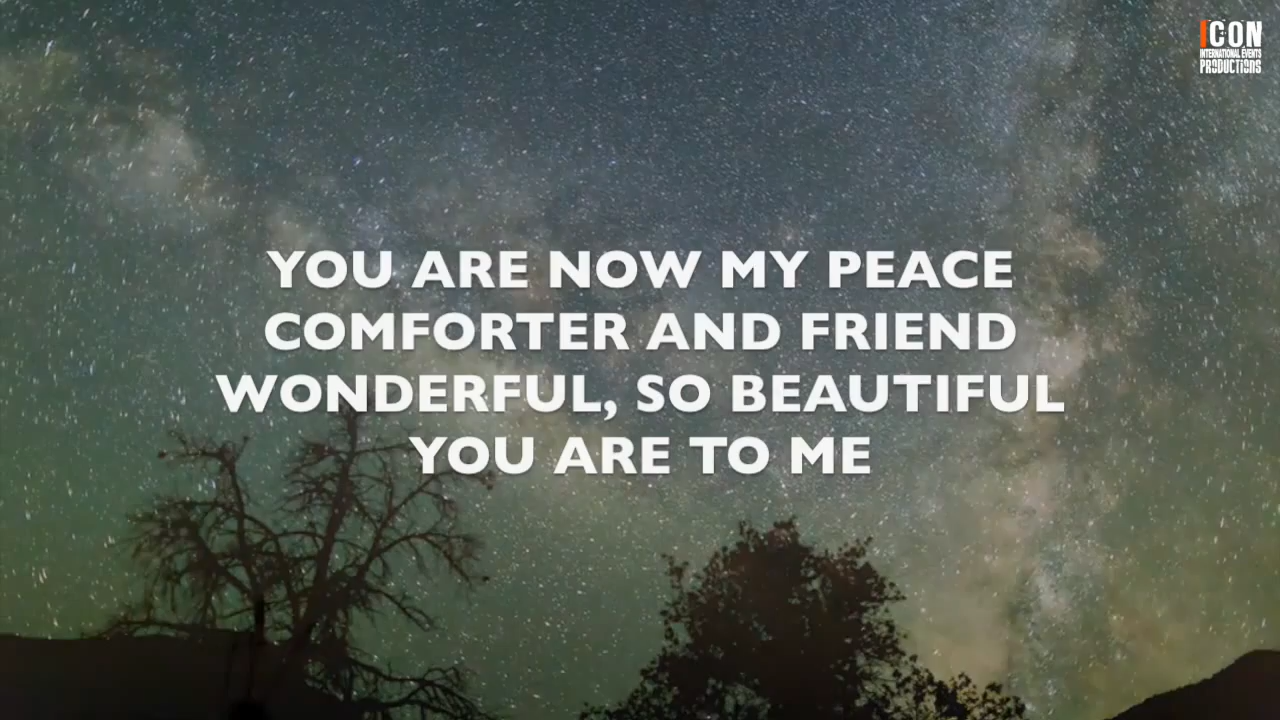 ICON
INTERNATIONAL EVENTS
PRODUCTIONS
YOU ARE NOW MY PEACE
COMFORTER AND FRIEND
WONDERFUL, SO BEAUTIFUL
YOU ARE TO ME